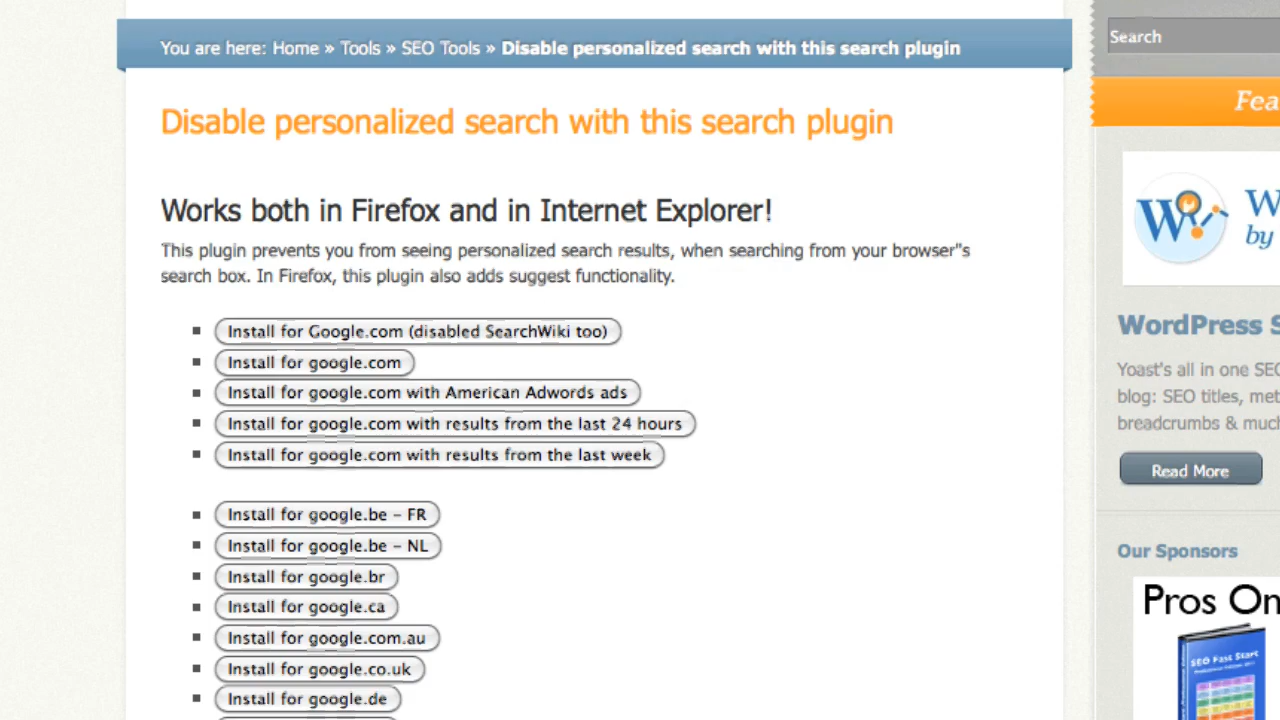 You are here: Home » Tools » SEO Tools » Disable personalized search with this search plugin
Search
Disable personalized search with this search plugin
Works both in Firefox and in Internet Explorer!
This plugin prevents you from seeing personalized search results, when searching from your browser"s
search box. In Firefox, this plugin also adds suggest functionality.
Install for Google.com (disabled SearchWiki too)
Install for google.com
Install for google.com with American Adwords ads
Install for google.com with results from the last 24 hours
Install for google.com with results from the last week
Install for google.be – FR
Install for google.be – NL
Install for google.br
Install for google.ca
Install for google.com.au
Install for google.co.uk
Install for google.de
Fea
W
W
by
WordPress S
Yoast's all in one SEO
blog: SEO titles, met
breadcrumbs & much
Read More
Our Sponsors
Pros On
SEO Fast Start